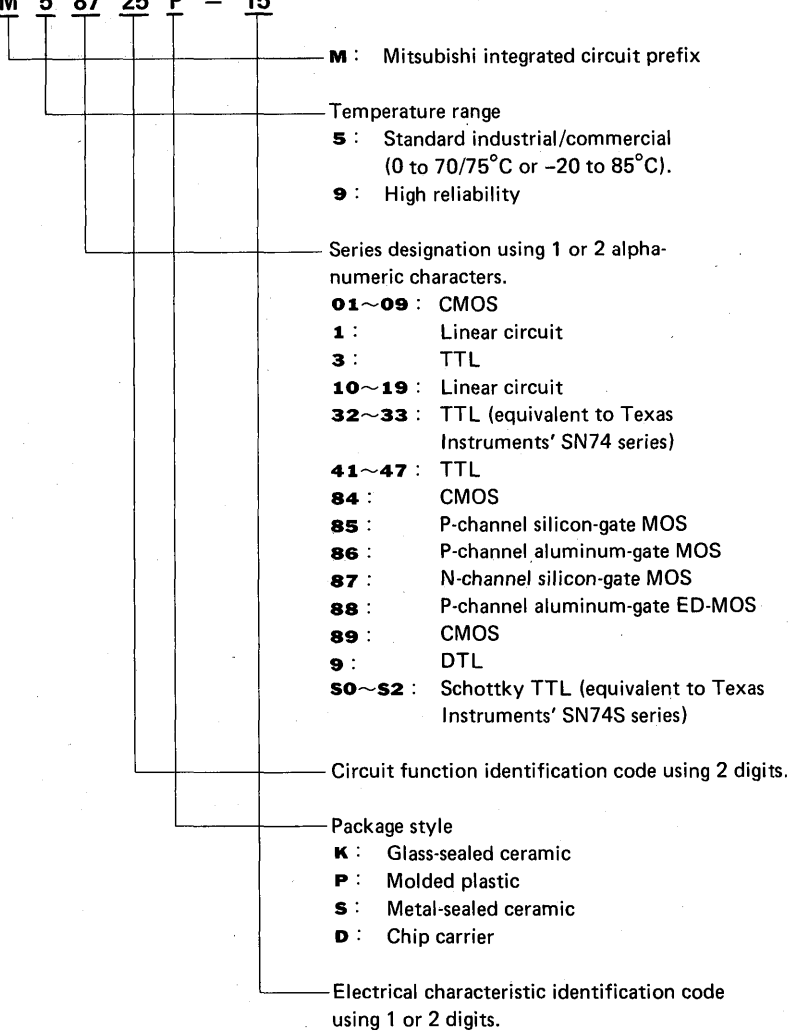 M 5 87 25 P – 15
M : Mitsubishi integrated circuit prefix
Temperature range
5 : Standard industrial/commercial
(0 to 70/75°C or –20 to 85°C).
9 : High reliability
Series designation using 1 or 2 alpha-
numeric characters.
01~09 : CMOS
1 : Linear circuit
3 : TTL
10~19 : Linear circuit
32~33 : TTL (equivalent to Texas
Instruments' SN74 series)
41~47 : TTL
84 : CMOS
85 : P-channel silicon-gate MOS
86 : P-channel aluminum-gate MOS
87 : N-channel silicon-gate MOS
88 : P-channel aluminum-gate ED-MOS
89 : CMOS
9 : DTL
S0~S2 : Schottky TTL (equivalent to Texas
Instruments' SN74S series)
Circuit function identification code using 2 digits.
Package style
K : Glass-sealed ceramic
P : Molded plastic
S : Metal-sealed ceramic
D : Chip carrier
Electrical characteristic identification code
using 1 or 2 digits.